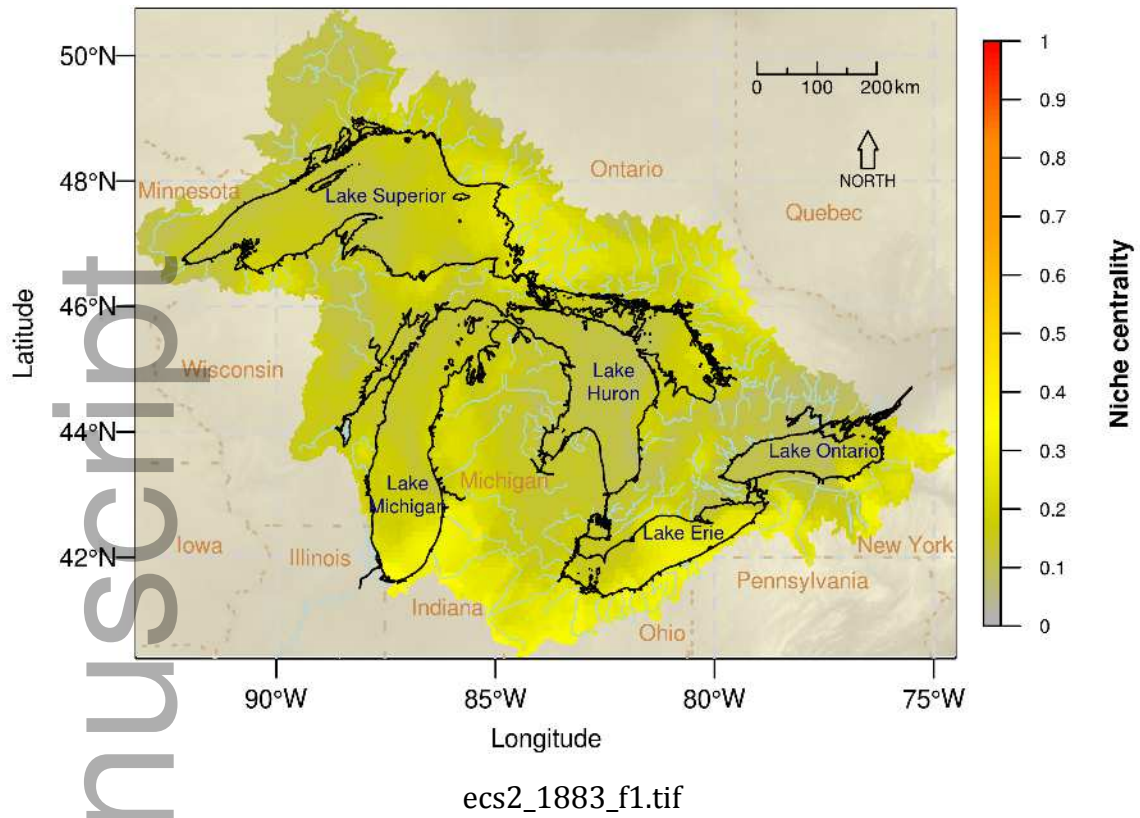 50°N
48°N
46°N
44°N
42°N
Latitude
90°W
85°W
80°W
75°W
Longitude
0
100
200 km
NORTH
Ontario
Quebec
Minnesota
Wisconsin
Iowa
Illinois
Indiana
Michigan
Ohio
Pennsylvania
New York
Lake Superior
Lake
Huron
Lake
Michigan
Lake Ontario
Lake Erie
1
0.9
0.8
0.7
0.6
0.5
0.4
0.3
0.2
0.1
0
Niche centrality
nuscript
ecs2_1883_f1.tif